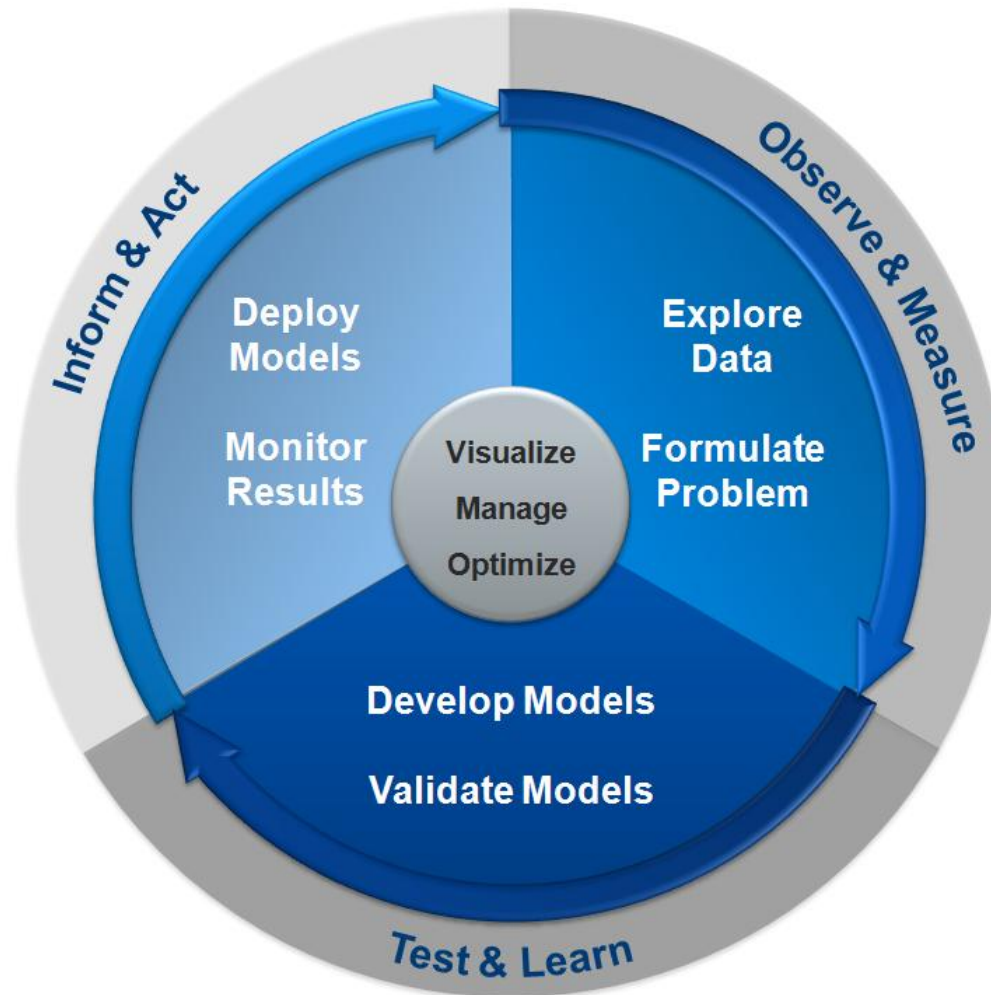 Observe & Measure
Explore
Data
Formulate
Problem
Test & Learn
Develop Models
Validate Models
Inform & Act
Deploy
Models
Monitor
Results
Visualize
Manage
Optimize